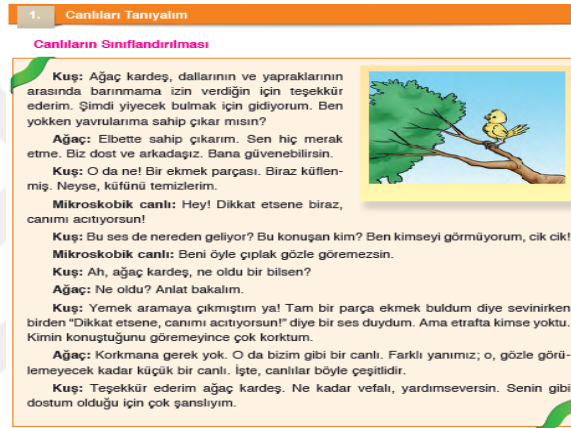 1. Canlıları Tanıyalım
Canlıların Sınıflandırılması
Kuş: Ağaç kardeş, dallarının ve yapraklarının
arasında barınmama izin verdiğin için teşekkür
ederim. Şimdi yiyecek bulmak için gidiyorum. Ben
yokken yavrularıma sahip çıkar mısın?
Ağaç: Elbette sahip çıkarım. Sen hiç merak
etme. Biz dost ve arkadaşız. Bana güvenebilirsin.
Kuş: O da ne! Bir ekmek parçası. Biraz küflen-
miş. Neyse, küfünü temizlerim.
Mikroskobik canlı: Hey! Dikkat etsene biraz,
canımı acıtıyorsun!
Kuş: Bu ses de nereden geliyor? Bu konuşan kim? Ben kimseyi görmüyorum, cik cik!
Mikroskobik canlı: Beni öyle çıplak gözle göremezsin.
Kuş: Ah, ağaç kardeş, ne oldu bir bilsen?
Ağaç: Ne oldu? Anlat bakalım.
Kuş: Yemek aramaya çıkmıştım ya! Tam bir parça ekmek buldum diye sevinirken
birden “Dikkat etsene, canımı acıtıyorsun!” diye bir ses duydum. Ama etrafta kimse yoktu.
Kimin konuştuğunu göremeyince çok korktum.
Ağaç: Korkmana gerek yok. O da bizim gibi bir canlı. Farklı yanımız; o, gözle görü-
lemeyecek kadar küçük bir canlı. İşte, canlılar böyle çeşitlidir.
Kuş: Teşekkür ederim ağaç kardeş. Ne kadar vefalı, yardımseversin. Senin gibi
dostum olduğu için çok şanslıyım.